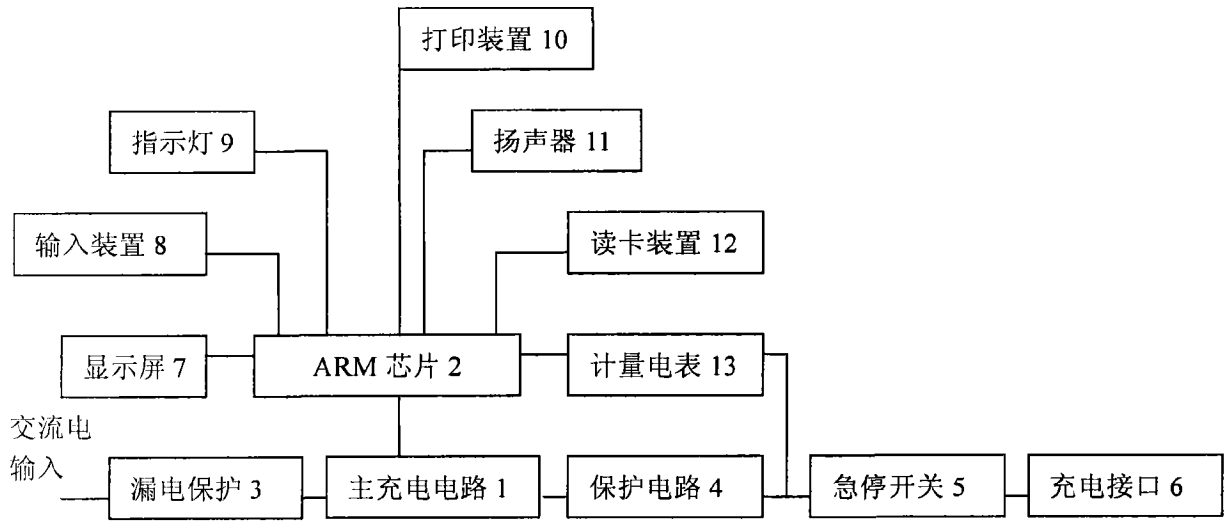 打印装置 10
指示灯 9
扬声器 11
输入装置 8
读卡装置 12
显示屏 7
ARM 芯片 2
计量电表 13
交流电
输入
漏电保护 3
主充电电路 1
保护电路 4
急停开关 5
充电接口 6